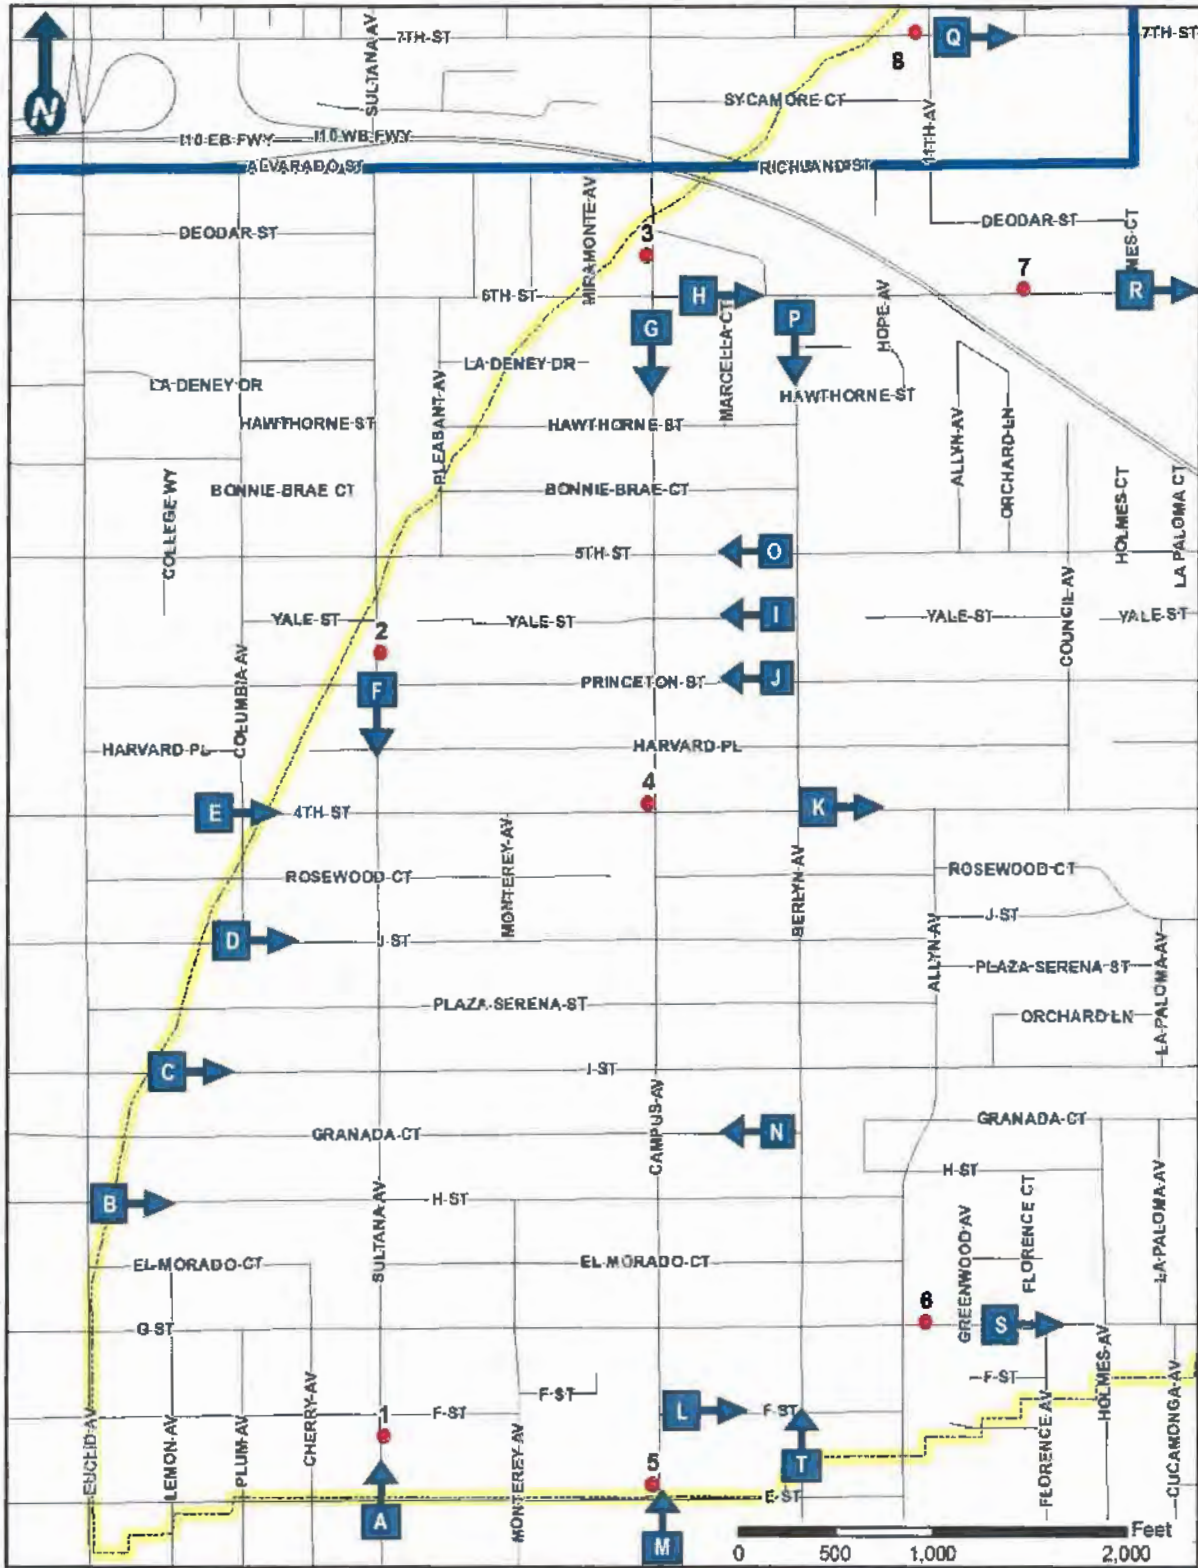 7TH-ST
SULTANA-AV
8
Q
7TH-ST
N
SYCAMORE-CT
11TH-AV
I10-EB FWY
I10-WB-FWY
ALVARADO-ST
RICHLAND-ST
DEODAR-ST
MIRAMONTE-AV
3
DEODAR-ST
MES-CT
7
6TH-ST
H
R
G
MARCELLA-CT
P
HOPE-AV
LA-DENEY DR
LA-DENEY DR
HAWTHORNE-ST
HAWTHORNE-ST
HAWTHORNE-ST
PLEASANT-AV
ALLYN-AV
ORCHARD-LN
COLLEGE-WY
BONNIE-BRAE CT
BONNIE-BRAE-CT
HOLMES-CT
LA PALOMA CT
5TH-ST
O
YALE-ST
2
YALE-ST
I
YALE-ST
YALE-ST
COUNCIL-AV
COLUMBIA-AV
F
PRINCETON-ST
J
HARVARD-PL
HARVARD-PL
4
E
4TH-ST
K
MONTEREY-AV
BERLYN-AV
ROSEWOOD-CT
ROSEWOOD-CT
J-ST
D
J-ST
ALLYN-AV
PLAZA-SERENA ST
LA-PALOMA-AV
PLAZA-SERENA-ST
ORCHARD-LN
C
I-ST
CAMPUS-AV
GRANADA-CT
GRANADA-CT
N
H-ST
B
H-ST
SULTANA-AV
GREENWOOD-AV
FLORENCE CT
LA-PALOMA-AV
EL-MORADO-CT
EL-MORADO-CT
6
S
G-ST
F-ST
F-ST
HOLMES-AV
L
F-ST
1
F-ST
EUCLID-AV
LEMON-AV
PLUM-AV
CHERRY-AV
MONTEREY-AV
5
T
FLORENCE-AV
CUCAMONGA-AV
E-ST
A
M
Feet
0 500 1,000 2,000